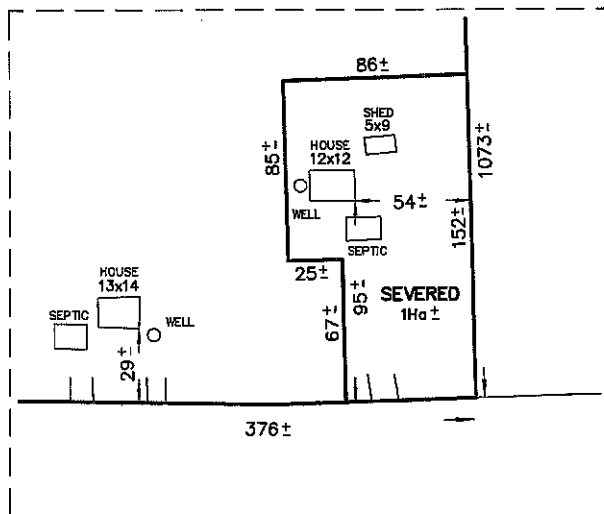 86±
SHED
5x9
HOUSE
12x12
85±
1073±
WELL
54±
152±
SEPTIC
25±
HOUSE
13x14
SEPTIC
WELL
SEVERED
1Ha±
95±
67±
29±
376±